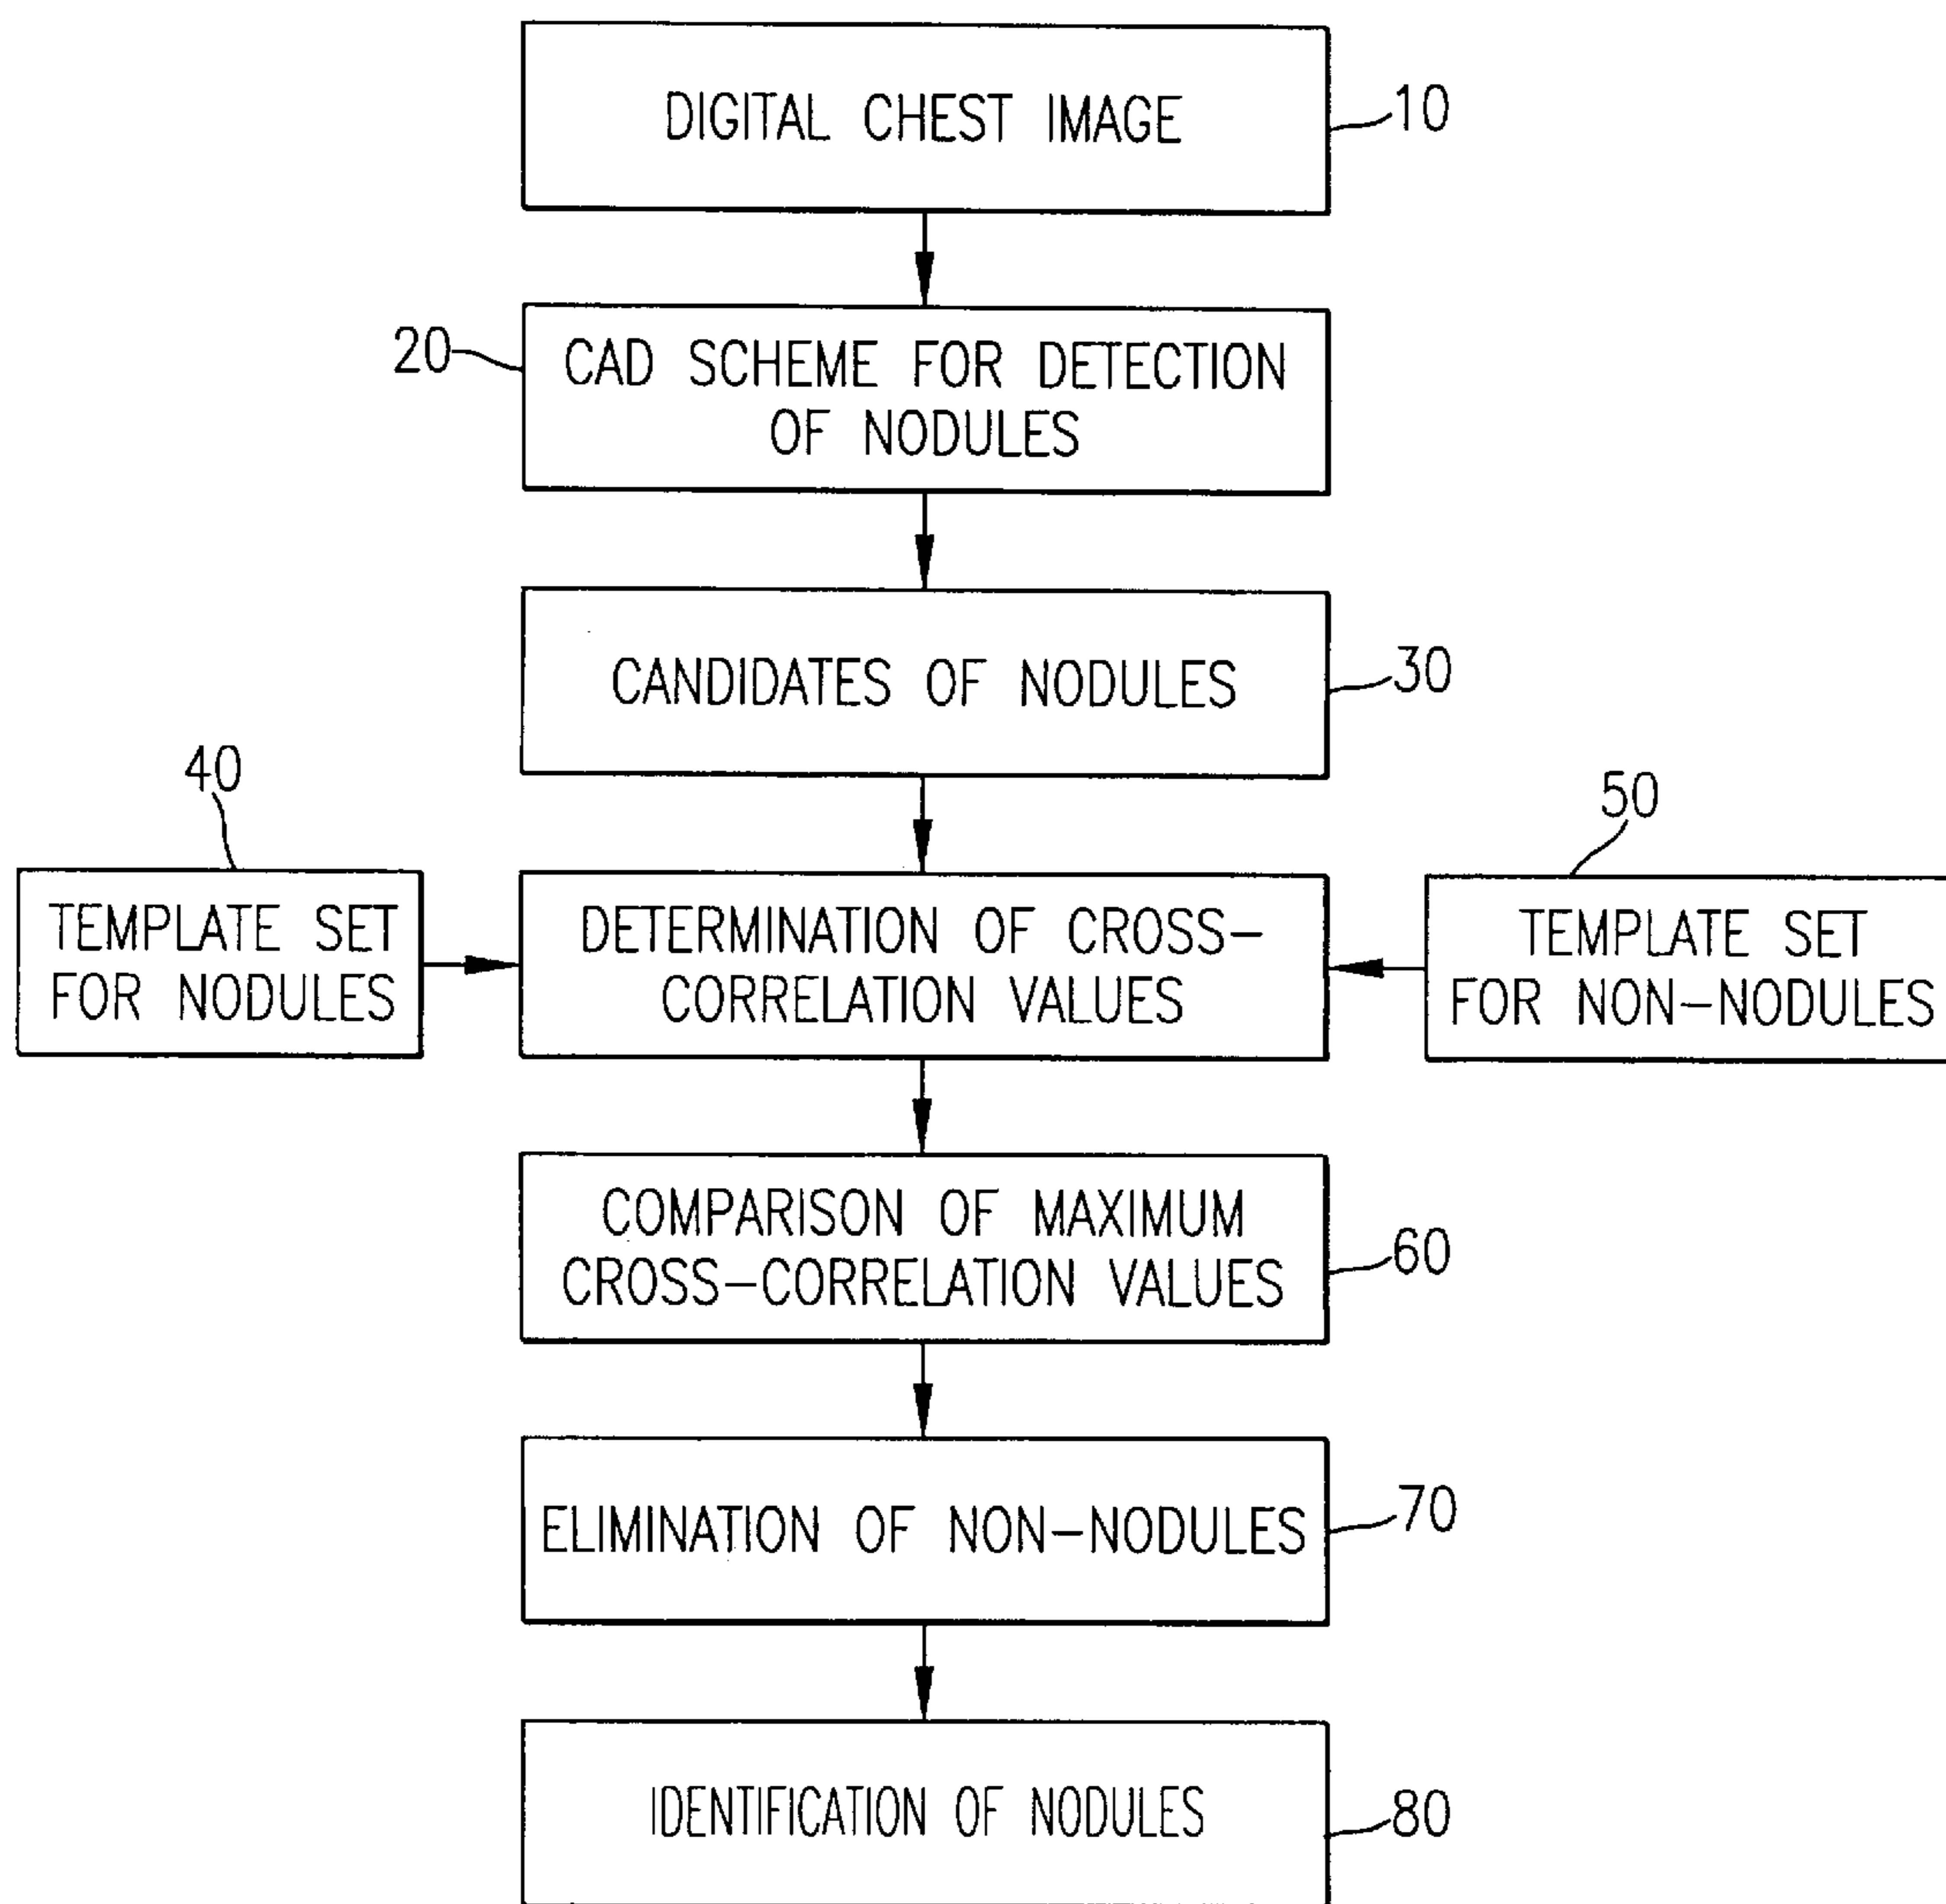 DIGITAL CHEST IMAGE
10
20
CAD SCHEME FOR DETECTION
OF NODULES
CANDIDATES OF NODULES
30
40
50
TEMPLATE SET
FOR NODULES
DETERMINATION OF CROSS–
CORRELATION VALUES
TEMPLATE SET
FOR NON–NODULES
COMPARISON OF MAXIMUM
CROSS–CORRELATION VALUES
60
ELIMINATION OF NON–NODULES
70
IDENTIFICATION OF NODULES
80